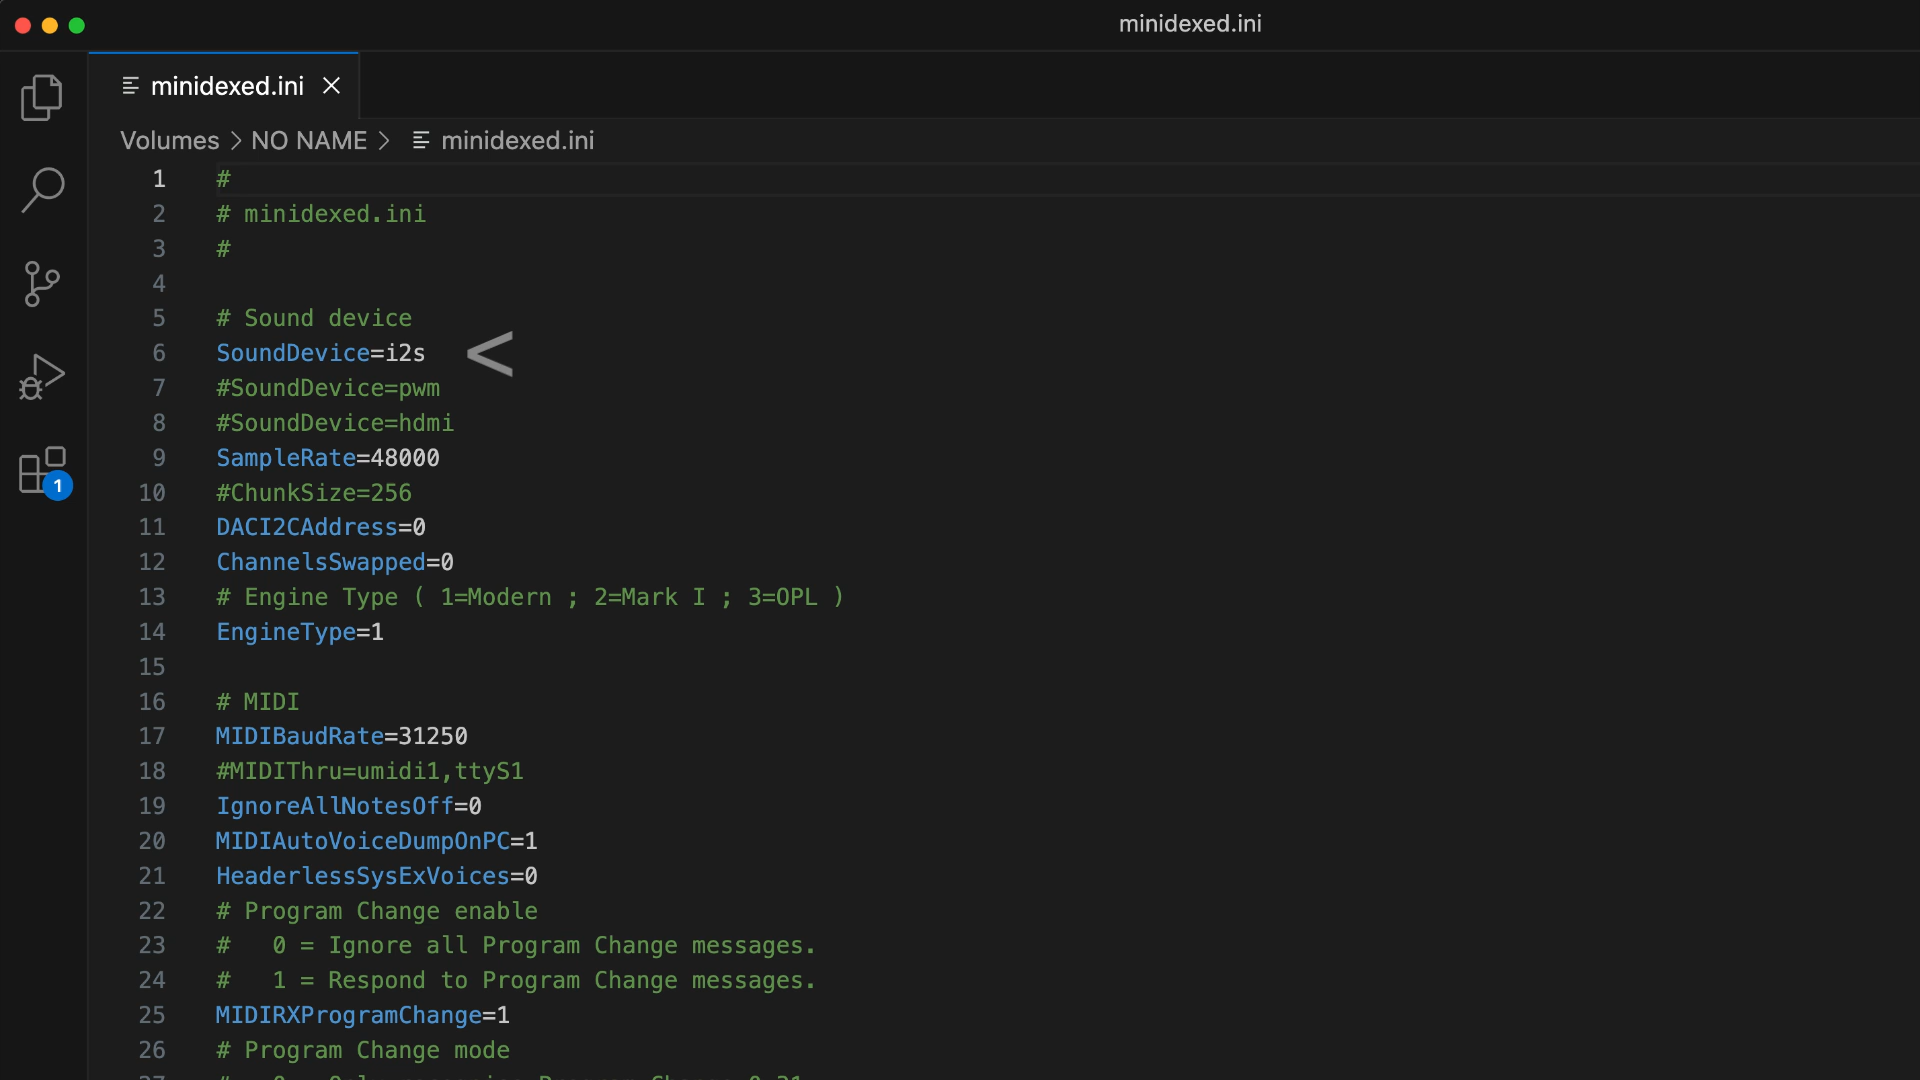 minidexed.ini
minidexed.ini
Volumes > NO NAME > minidexed.ini
1 #
2 # minidexed.ini
3 #
4
5 # Sound device
6 SoundDevice=i2s <
7 #SoundDevice=pwm
8 #SoundDevice=hdmi
9 SampleRate=48000
10 #ChunkSize=256
11 DACI2CAddress=0
12 ChannelsSwapped=0
13 # Engine Type ( 1=Modern ; 2=Mark I ; 3=OPL )
14 EngineType=1
15
16 # MIDI
17 MIDIBaudRate=31250
18 #MIDIThru=umidi1,ttyS1
19 IgnoreAllNotesOff=0
20 MIDIAutoVoiceDumpOnPC=1
21 HeaderlessSysExVoices=0
22 # Program Change enable
23 #   0 = Ignore all Program Change messages.
24 #   1 = Respond to Program Change messages.
25 MIDIRXProgramChange=1
26 # Program Change mode
1